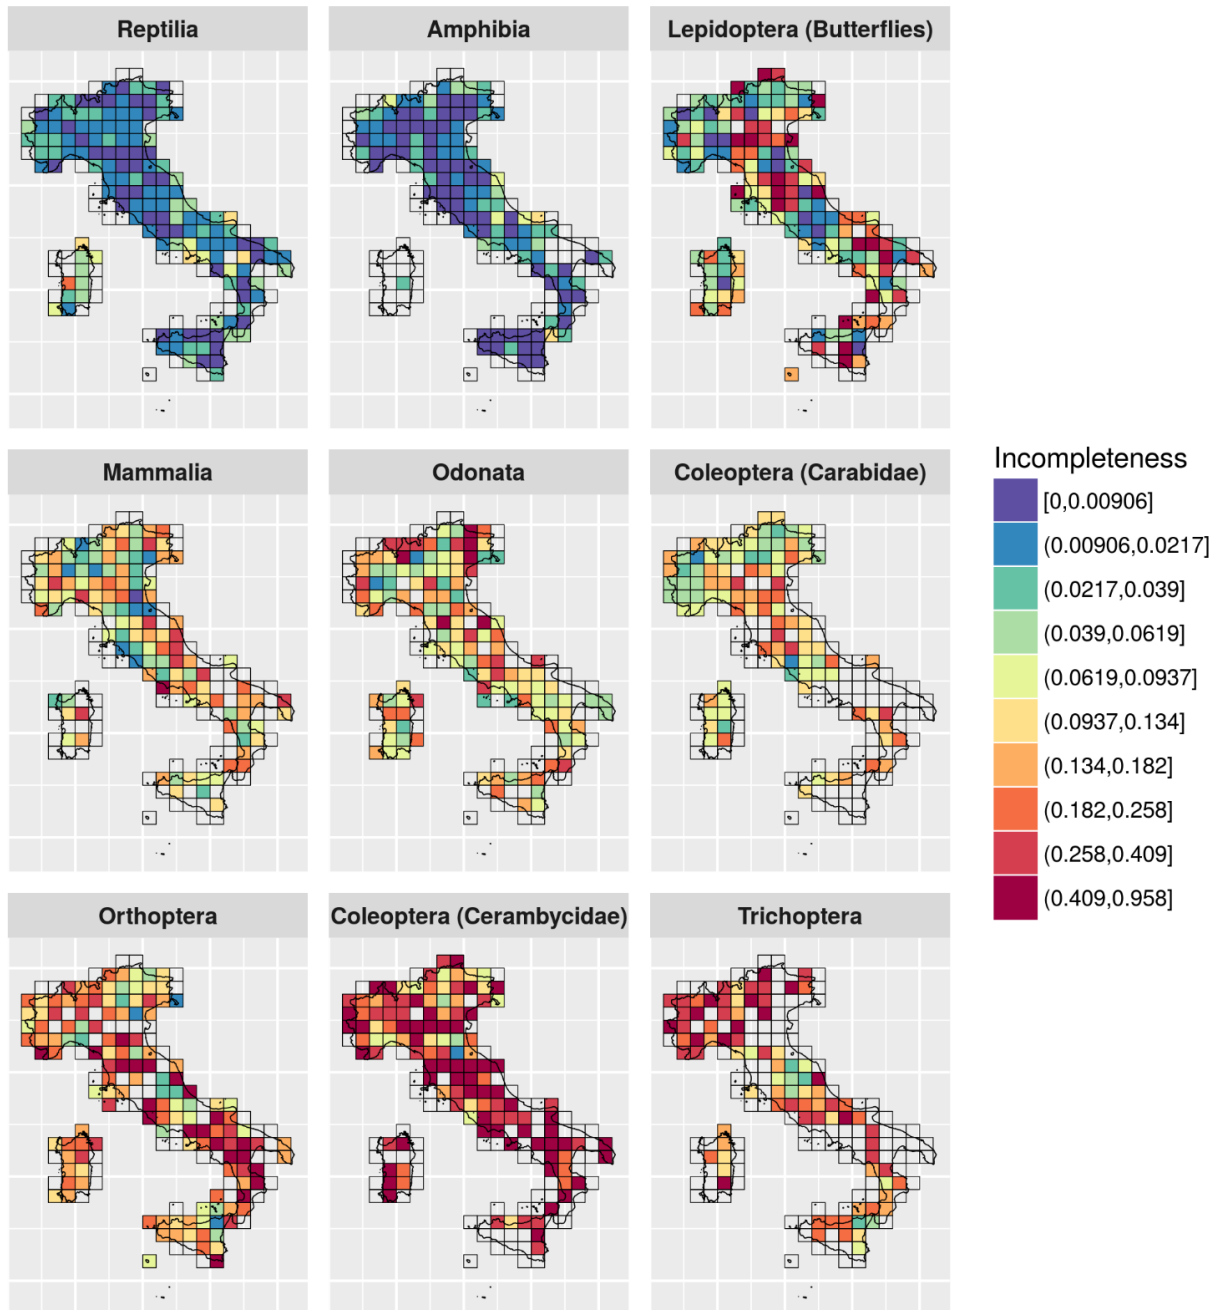 Reptilia
Amphibia
Lepidoptera (Butterflies)
Mammalia
Odonata
Coleoptera (Carabidae)
Orthoptera
Coleoptera (Cerambycidae)
Trichoptera
Incompleteness
[0,0.00906]
(0.00906,0.0217]
(0.0217,0.039]
(0.039,0.0619]
(0.0619,0.0937]
(0.0937,0.134]
(0.134,0.182]
(0.182,0.258]
(0.258,0.409]
(0.409,0.958]